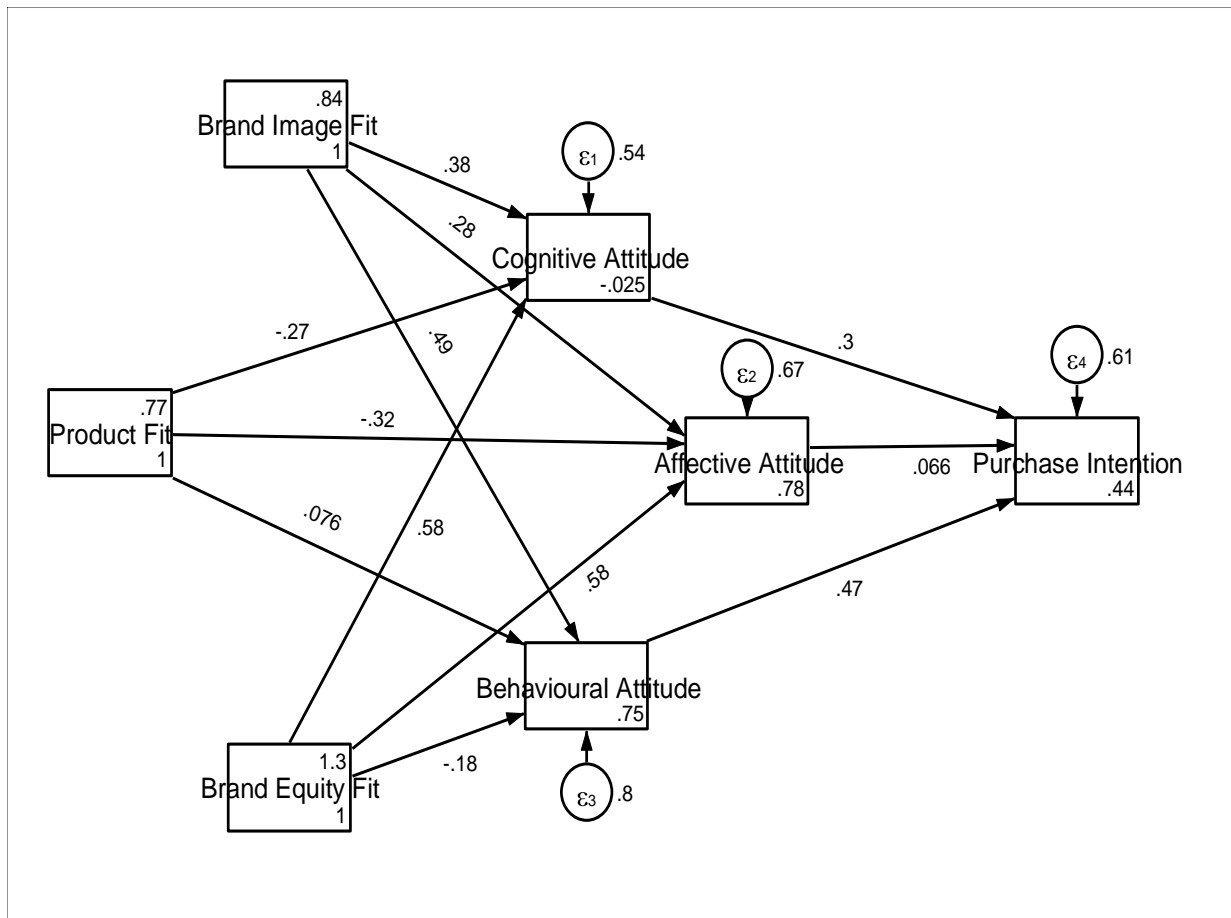 .84
Brand Image Fit
1
ε1
.54
.38
.28
Cognitive Attitude
-.025
-.27
.49
.3
ε2
.67
ε4
.61
.77
Product Fit
1
-.32
Affective Attitude
.78
.066
Purchase Intention
.44
.076
.58
.58
.47
Behavioural Attitude
.75
1.3
Brand Equity Fit
1
-.18
ε3
.8